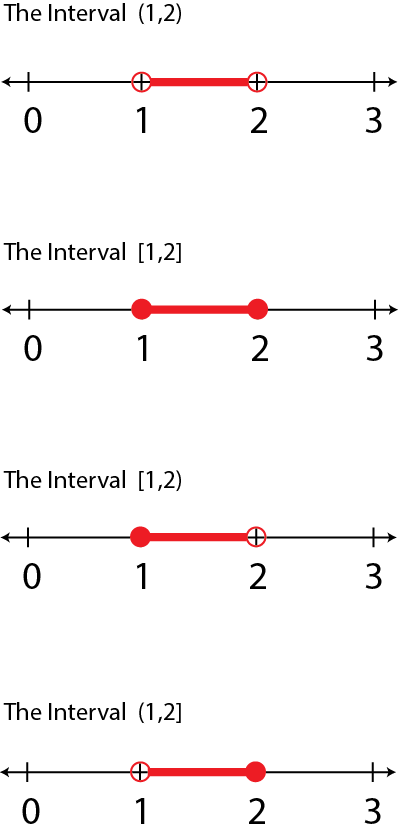 The Interval (1,2)
0 1 2 3
The Interval [1,2]
0 1 2 3
The Interval [1,2)
0 1 2 3
The Interval (1,2]
0 1 2 3